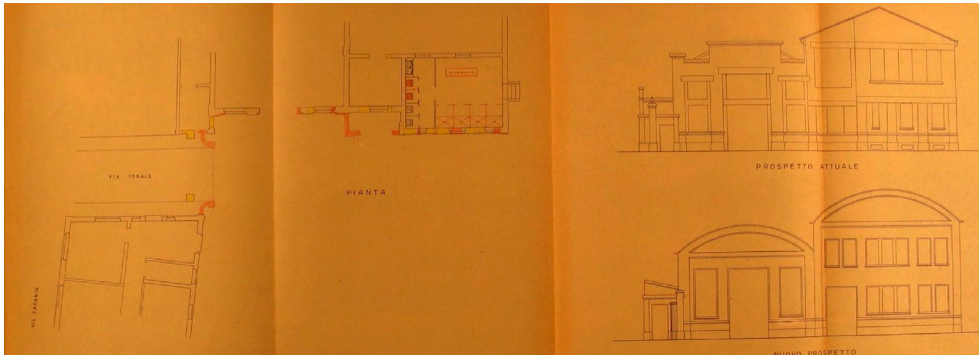 VIA TONALE
PIANTA
VIA CATANIA
PROSPETTO ATTUALE
NUOVO PROSPETTO